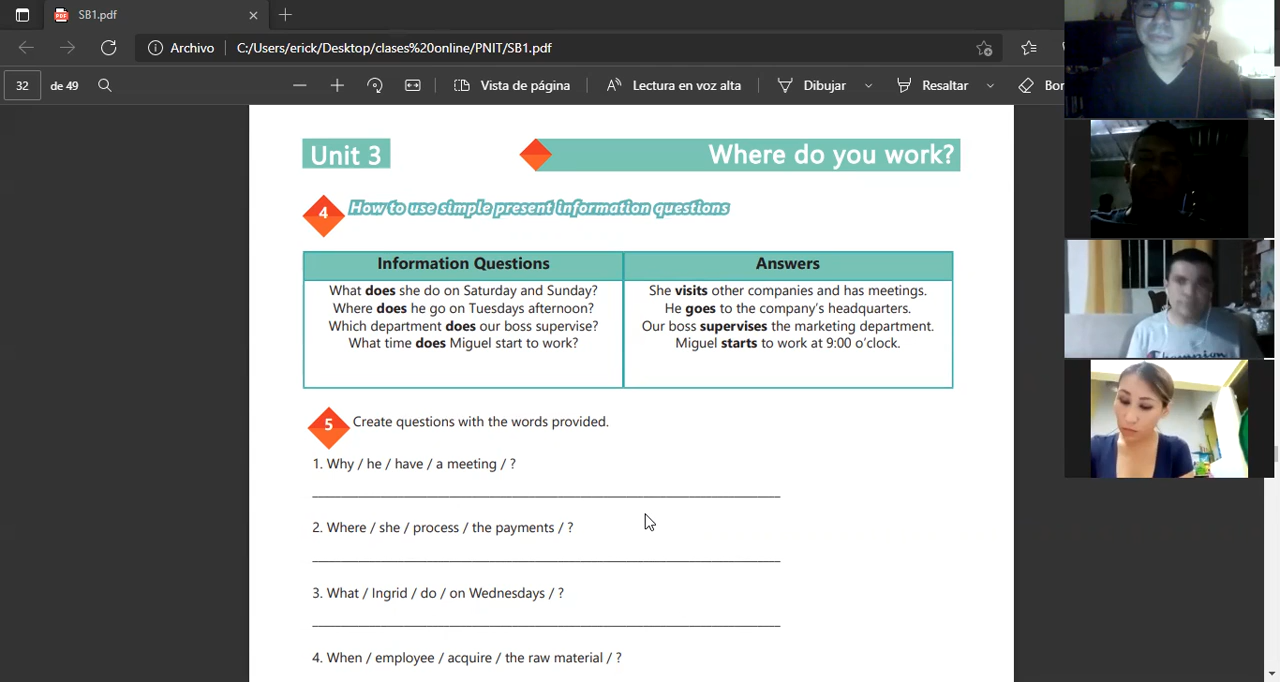 SB1.pdf
Archivo C:/Users/erick/Desktop/clases%20online/PNIT/SB1.pdf
32 de 49 Vista de página Lectura en voz alta Dibujar Resaltar Bor
Unit 3 Where do you work?
4 How to use simple present information questions
Information Questions Answers
What does she do on Saturday and Sunday? She visits other companies and has meetings.
Where does he go on Tuesdays afternoon? He goes to the company's headquarters.
Which department does our boss supervise? Our boss supervises the marketing department.
What time does Miguel start to work? Miguel starts to work at 9:00 o'clock.
5 Create questions with the words provided.
1. Why / he / have / a meeting / ?
2. Where / she / process / the payments / ?
3. What / Ingrid / do / on Wednesdays / ?
4. When / employee / acquire / the raw material / ?
Champion